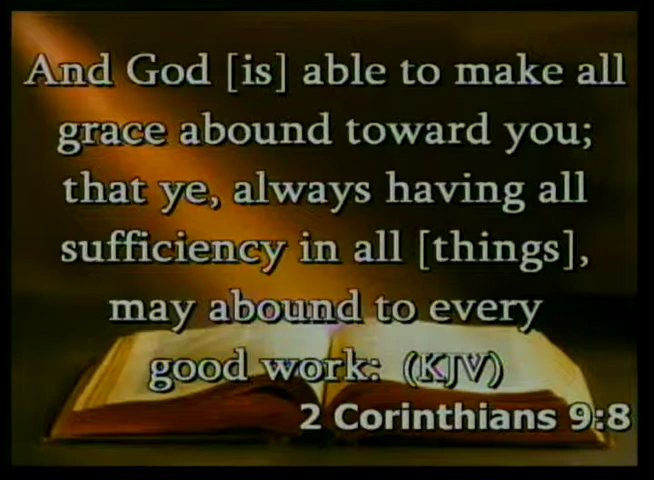 And God [is] able to make all
grace abound toward you;
that ye, always having all
sufficiency in all [things],
may abound to every
good work: (KJV)
2 Corinthians 9:8